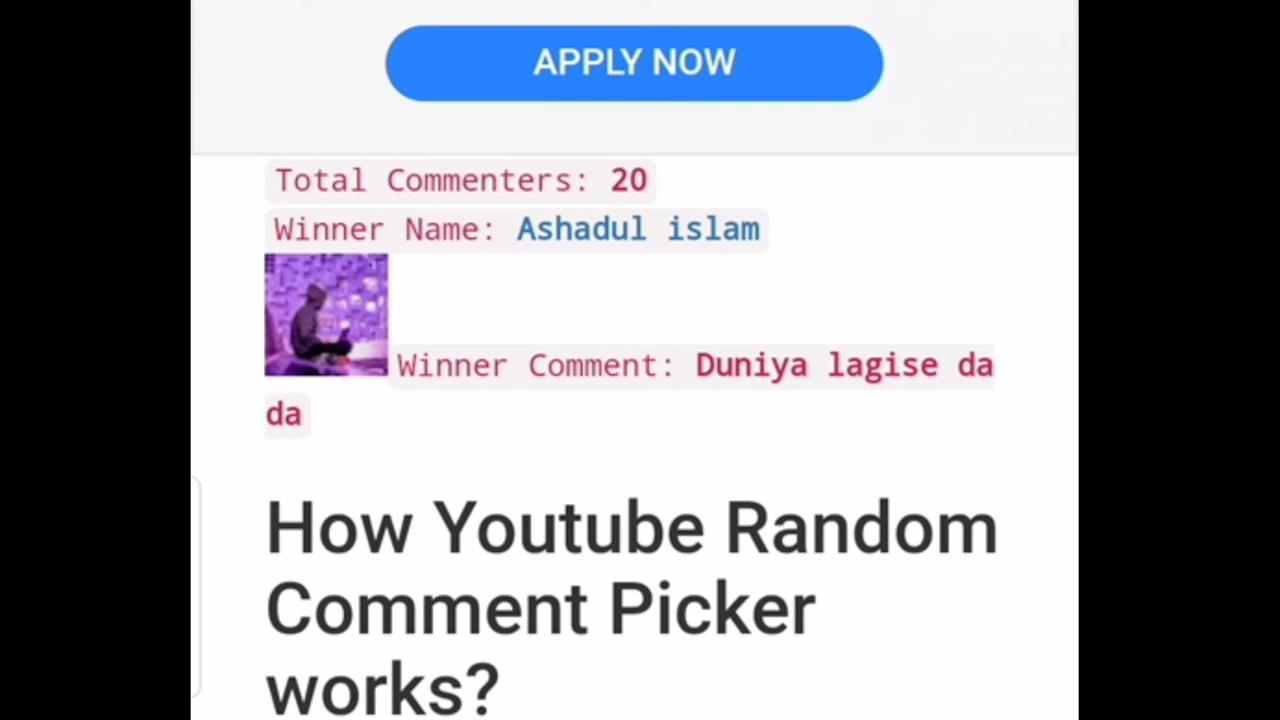 APPLY NOW
Total Commenters: 20
Winner Name: Ashadul islam
Winner Comment: Duniya lagise da
da
How Youtube Random
Comment Picker
works?